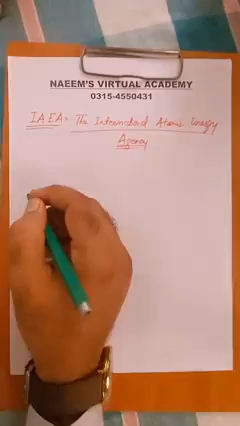 NAEEM'S VIRTUAL ACADEMY
0315-4550431
IAEA= The International Atomic Energy
Agency